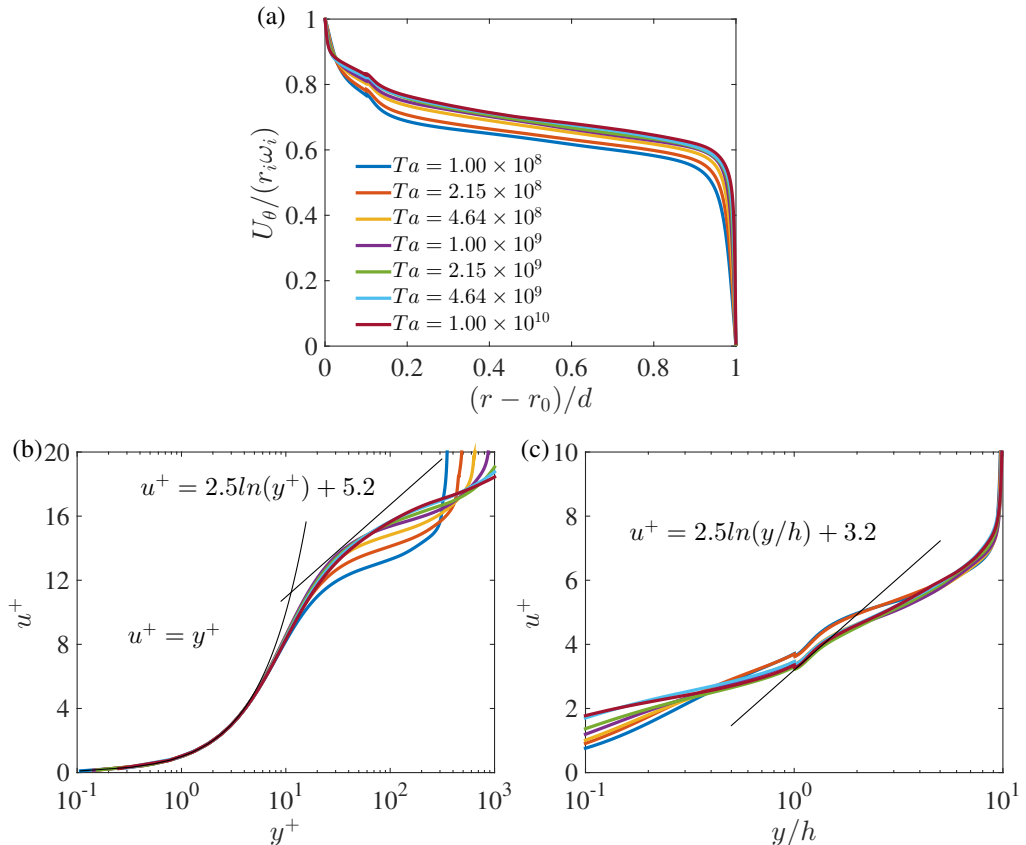 (a)
1
0.8
0.6
0.4
0.2
0
U_θ/(r_iω_i)
Ta = 1.00 × 10^8
Ta = 2.15 × 10^8
Ta = 4.64 × 10^8
Ta = 1.00 × 10^9
Ta = 2.15 × 10^9
Ta = 4.64 × 10^9
Ta = 1.00 × 10^10
0 0.2 0.4 0.6 0.8 1
(r − r_0)/d
(b)
20
16
12
8
4
0
u^+
u^+ = 2.5ln(y^+) + 5.2
u^+ = y^+
10^-1 10^0 10^1 10^2 10^3
y^+
(c)
10
8
6
4
2
0
u^+
u^+ = 2.5ln(y/h) + 3.2
10^-1 10^0 10^1
y/h